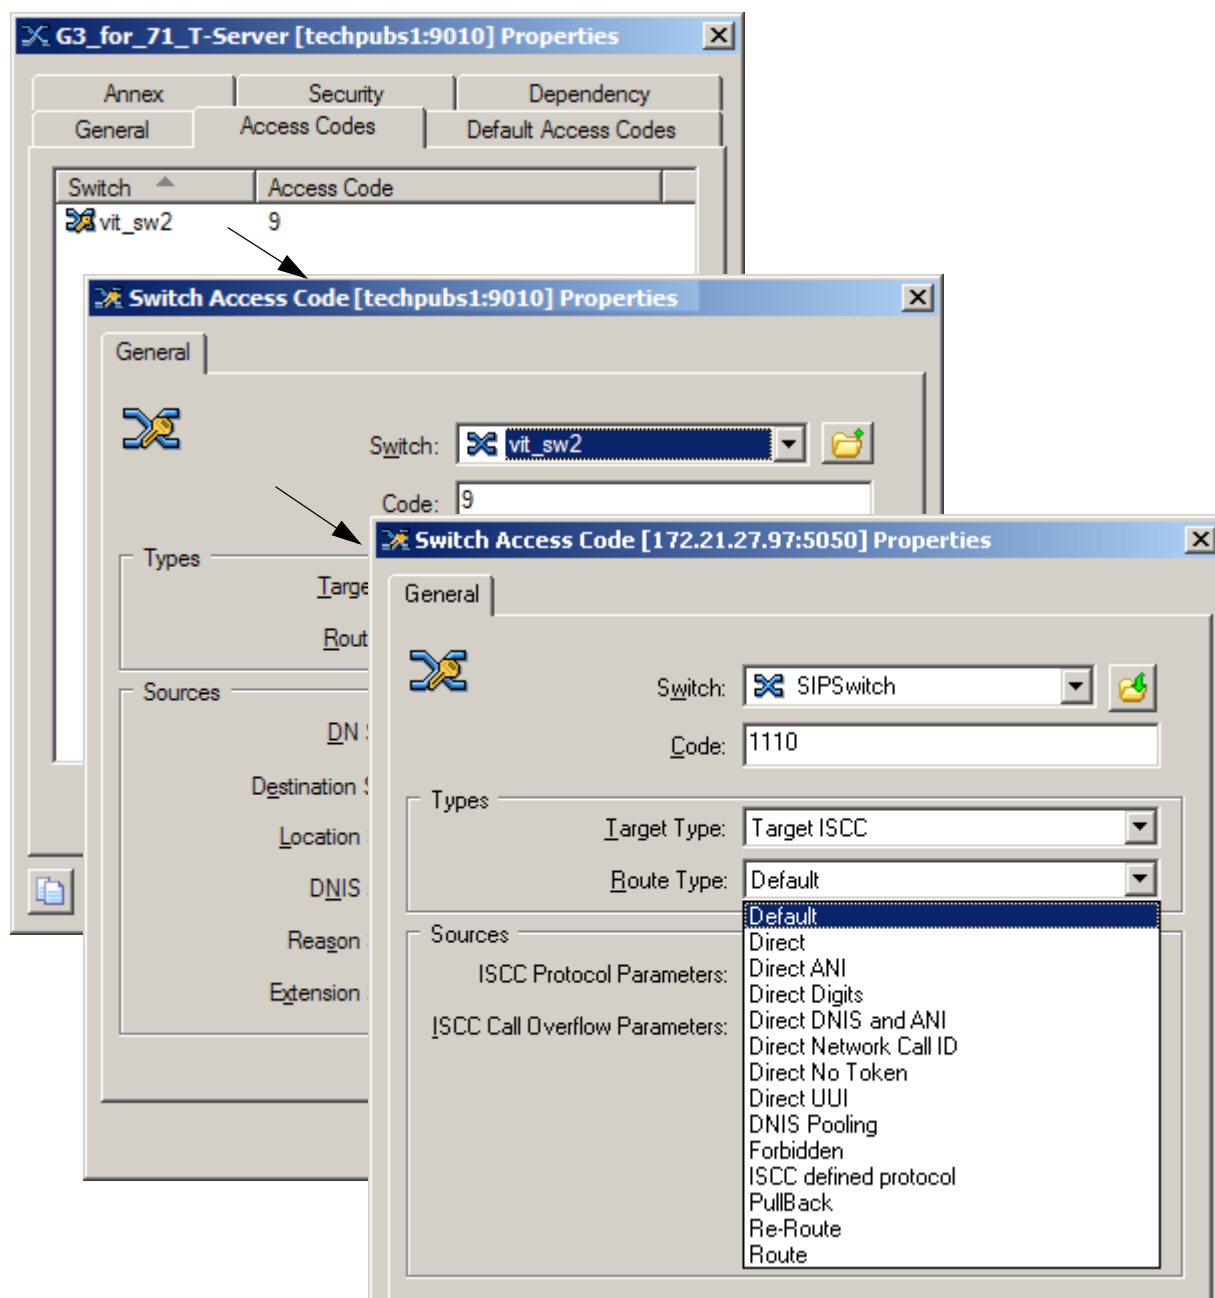 G3_for_71_T-Server [techpubs1:9010] Properties
Annex Security Dependency
General Access Codes Default Access Codes
Switch Access Code
vit_sw2 9
Switch Access Code [techpubs1:9010] Properties
General
Switch: vit_sw2
Code: 9
Types
Targe
Rout
Sources
DN
Destination
Location
DNIS
Reason
Extension
Switch Access Code [172.21.27.97:5050] Properties
General
Switch: SIPSwitch
Code: 1110
Types
Target Type: Target ISCC
Route Type: Default
Sources
ISCC Protocol Parameters:
ISCC Call Overflow Parameters:
Default
Direct
Direct ANI
Direct Digits
Direct DNIS and ANI
Direct Network Call ID
Direct No Token
Direct UUI
DNIS Pooling
Forbidden
ISCC defined protocol
PullBack
Re-Route
Route